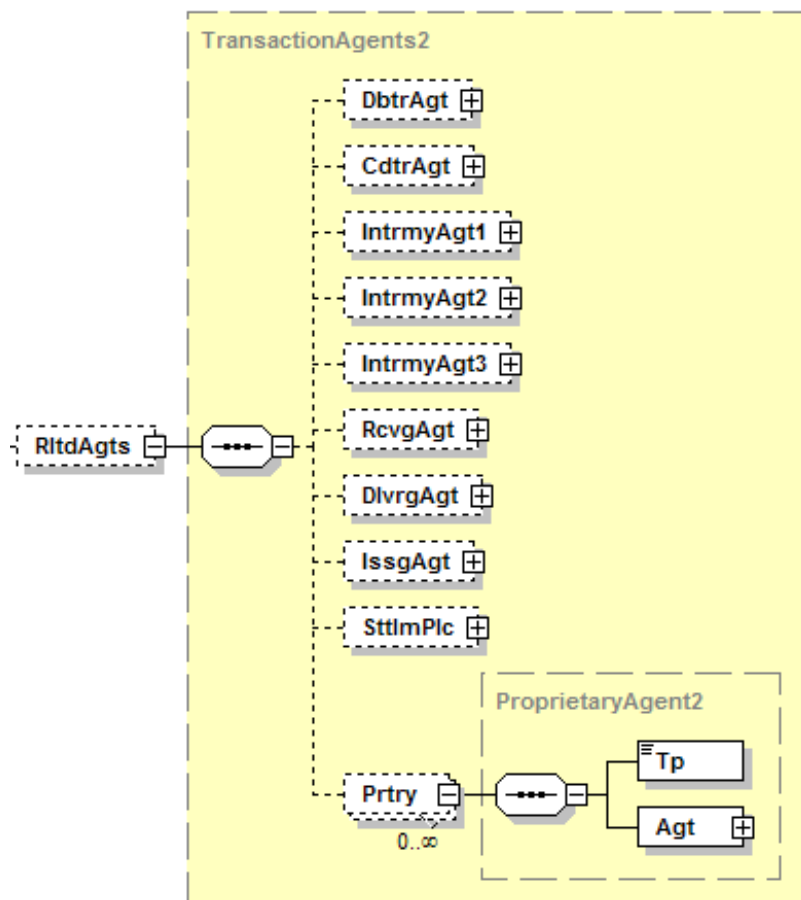 TransactionAgents2
DbtrAgt
CdtrAgt
IntrmyAgt1
IntrmyAgt2
IntrmyAgt3
RltdAgts
RcvgAgt
DlvrgAgt
IssgAgt
SttlmPlc
ProprietaryAgent2
Tp
Prtry
Agt
0..∞